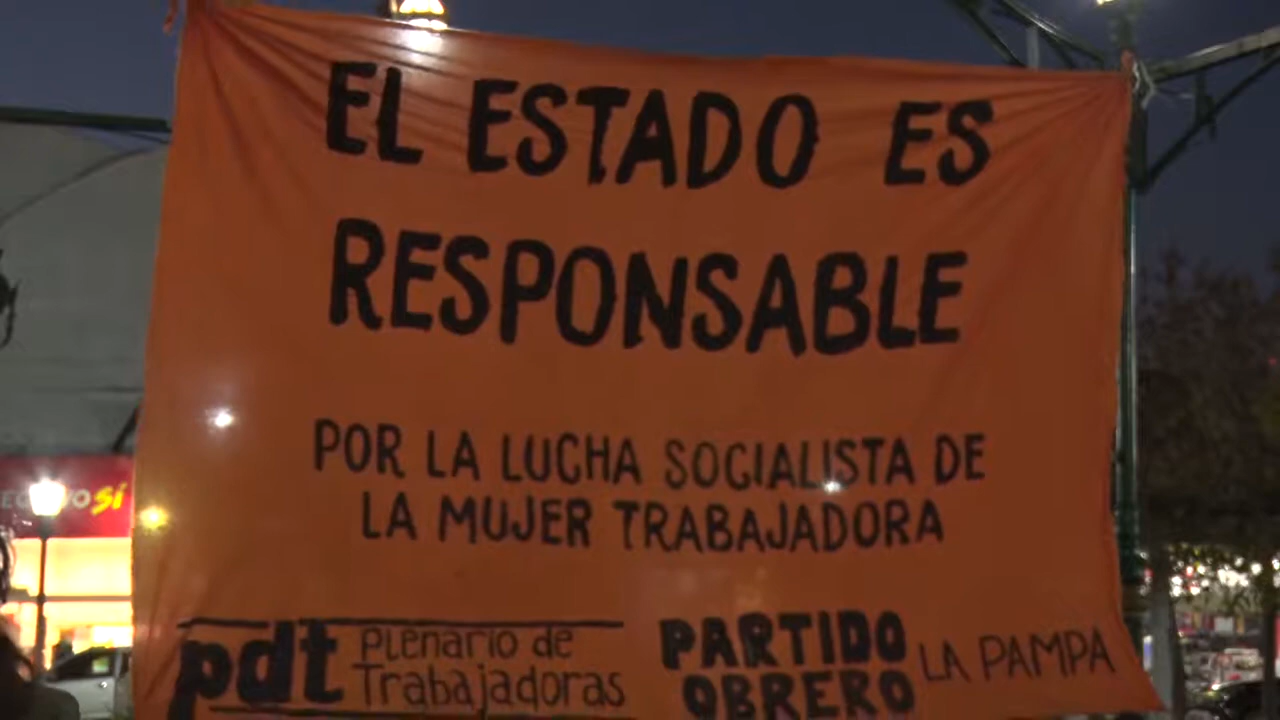 EL ESTADO ES
RESPONSABLE
POR LA LUCHA SOCIALISTA DE
LA MUJER TRABAJADORA
pdt Plenario de
Trabajadoras
PARTIDO
OBRERO
LA PAMPA
SÍ